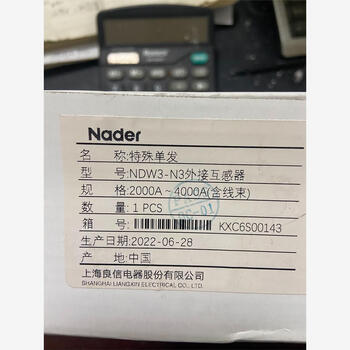 Nader
名 称:特殊单发
型 号:NDW3-N3外接互感器
规 格:2000A ~ 4000A(含线束)
数 量:1 PCS
箱 号: KXC6S00143
生产日期:2022-06-28
产 地:中国
上海良信电器股份有限公司
SHANGHAI LIANGXIN ELECTRICAL CO., LTD.